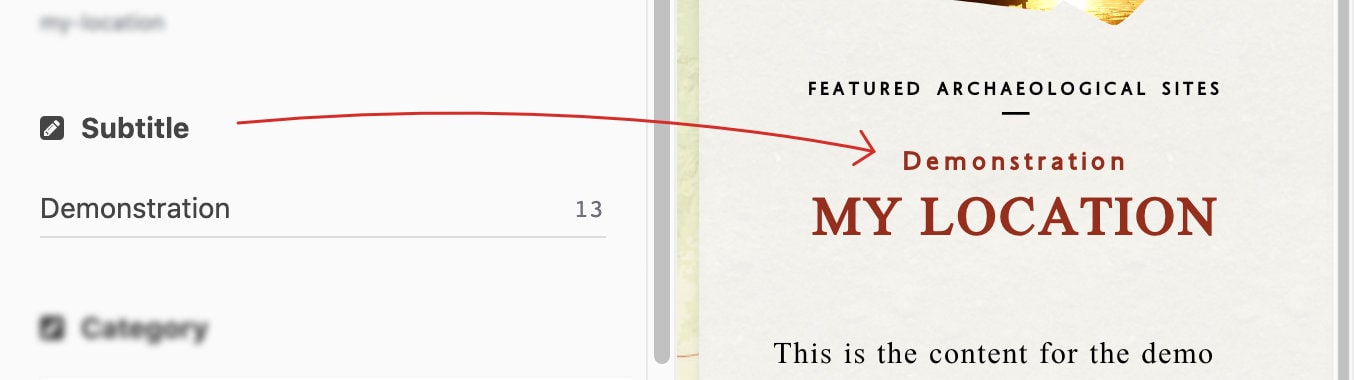 my-location
Subtitle
Demonstration 13
Category
FEATURED ARCHAEOLOGICAL SITES
Demonstration
MY LOCATION
This is the content for the demo